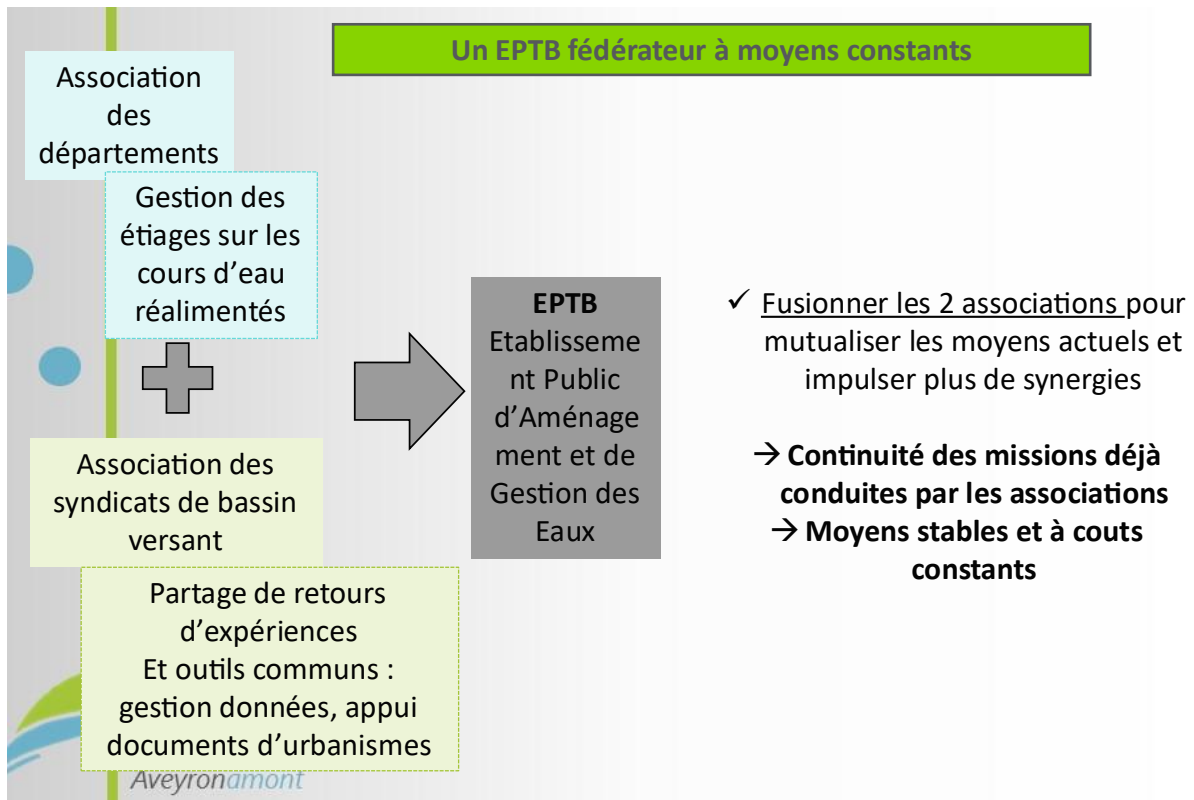 Un EPTB fédérateur à moyens constants
Association
des
départements
Gestion des
étiages sur les
cours d'eau
réalimentés
Association des
syndicats de bassin
versant
Partage de retours
d'expériences
Et outils communs :
gestion données, appui
documents d'urbanismes
EPTB
Etablisseme
nt Public
d'Aménage
ment et de
Gestion des
Eaux
✓ Fusionner les 2 associations pour
mutualiser les moyens actuels et
impulser plus de synergies
→ Continuité des missions déjà
conduites par les associations
→ Moyens stables et à couts
constants
Aveyronamont